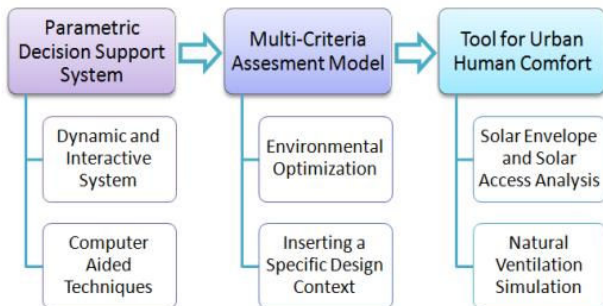 Parametric
Decision Support
System
Multi-Criteria
Assesment Model
Tool for Urban
Human Comfort
Dynamic and
Interactive
System
Environmental
Optimization
Solar Envelope
and Solar
Access Analysis
Computer
Aided
Techniques
Inserting a
Specific Design
Context
Natural
Ventilation
Simulation